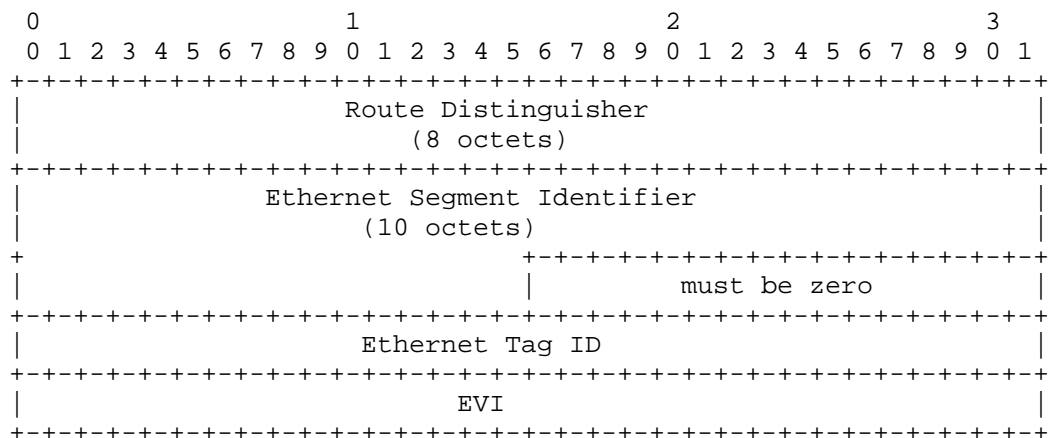 0                   1                   2                   3
0 1 2 3 4 5 6 7 8 9 0 1 2 3 4 5 6 7 8 9 0 1 2 3 4 5 6 7 8 9 0 1
+-+-+-+-+-+-+-+-+-+-+-+-+-+-+-+-+-+-+-+-+-+-+-+-+-+-+-+-+-+-+-+-+
|                    Route Distinguisher                        |
|                        (8 octets)                             |
+-+-+-+-+-+-+-+-+-+-+-+-+-+-+-+-+-+-+-+-+-+-+-+-+-+-+-+-+-+-+-+-+
|               Ethernet Segment Identifier                     |
|                     (10 octets)                               |
+                               +-+-+-+-+-+-+-+-+-+-+-+-+-+-+-+-+
|                               |         must be zero          |
+-+-+-+-+-+-+-+-+-+-+-+-+-+-+-+-+-+-+-+-+-+-+-+-+-+-+-+-+-+-+-+-+
|                     Ethernet Tag ID                           |
+-+-+-+-+-+-+-+-+-+-+-+-+-+-+-+-+-+-+-+-+-+-+-+-+-+-+-+-+-+-+-+-+
|                           EVI                                 |
+-+-+-+-+-+-+-+-+-+-+-+-+-+-+-+-+-+-+-+-+-+-+-+-+-+-+-+-+-+-+-+-+